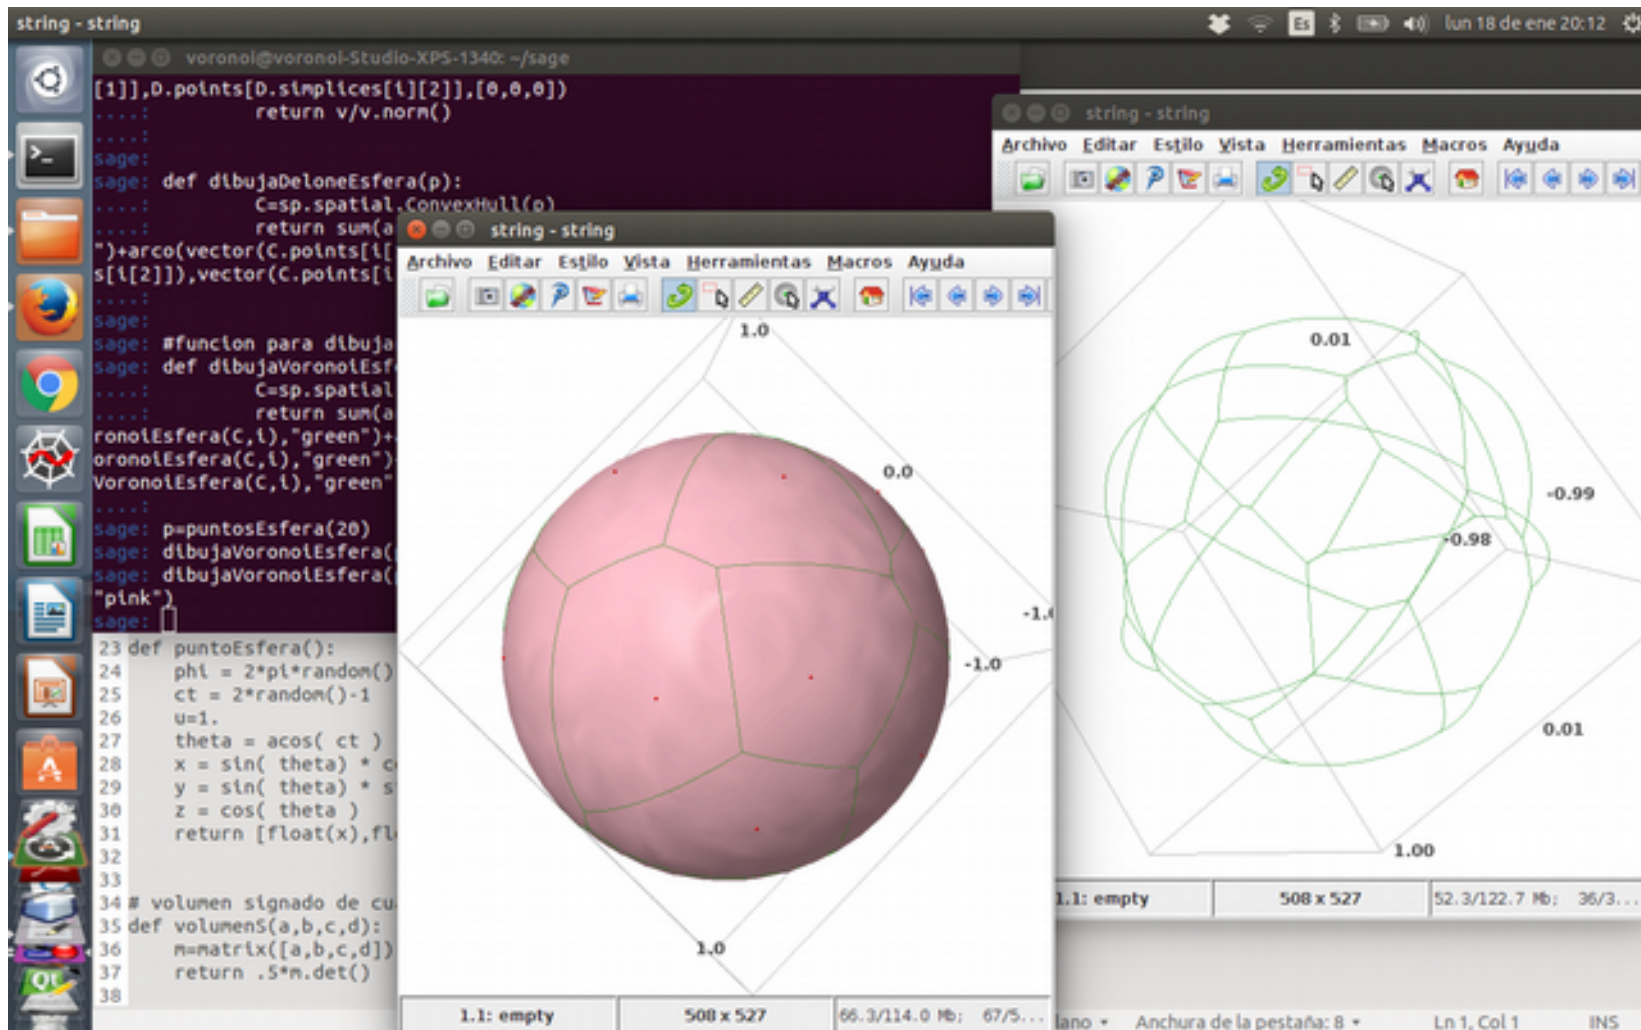 string - string
Es
lun 18 de ene 20:12
voronoi@voronoi-Studio-XPS-1340: ~/sage
[1]],D.points[D.simplices[i][2]],[0,0,0])
....: return v/v.norm()
....:
sage:
sage: def dibujaDeloneEsfera(p):
....: C=sp.spatial.ConvexHull(p)
....: return sum(a
")+arco(vector(C.points[i[
s[i[2]]),vector(C.points[i
....:
sage:
sage: #funcion para dibuja
sage: def dibujaVoronoiEsf
....: C=sp.spatial
....: return sum(a
ronoiEsfera(C,i),"green")+
oronoiEsfera(C,i),"green")
VoronoiEsfera(C,i),"green"
....:
sage: p=puntosEsfera(20)
sage: dibujaVoronoiEsfera(
sage: dibujaVoronoiEsfera(
"pink")
sage:
23 def puntoEsfera():
24 phi = 2*pi*random()
25 ct = 2*random()-1
26 u=1.
27 theta = acos( ct )
28 x = sin( theta) * c
29 y = sin( theta) * s
30 z = cos( theta )
31 return [float(x),fl
32
33
34 # volumen signado de cu
35 def volumenS(a,b,c,d):
36 m=matrix([a,b,c,d])
37 return .5*m.det()
38
string - string
Archivo Editar Estilo Vista Herramientas Macros Ayuda
1.0
0.0
-1.0
-1.0
1.0
1.1: empty
508 x 527
66.3/114.0 Mb; 67/5...
string - string
Archivo Editar Estilo Vista Herramientas Macros Ayuda
0.01
-0.99
-0.98
0.01
1.00
1.1: empty
508 x 527
52.3/122.7 Mb; 36/3...
lano
Anchura de la pestaña: 8
Ln 1, Col 1
INS